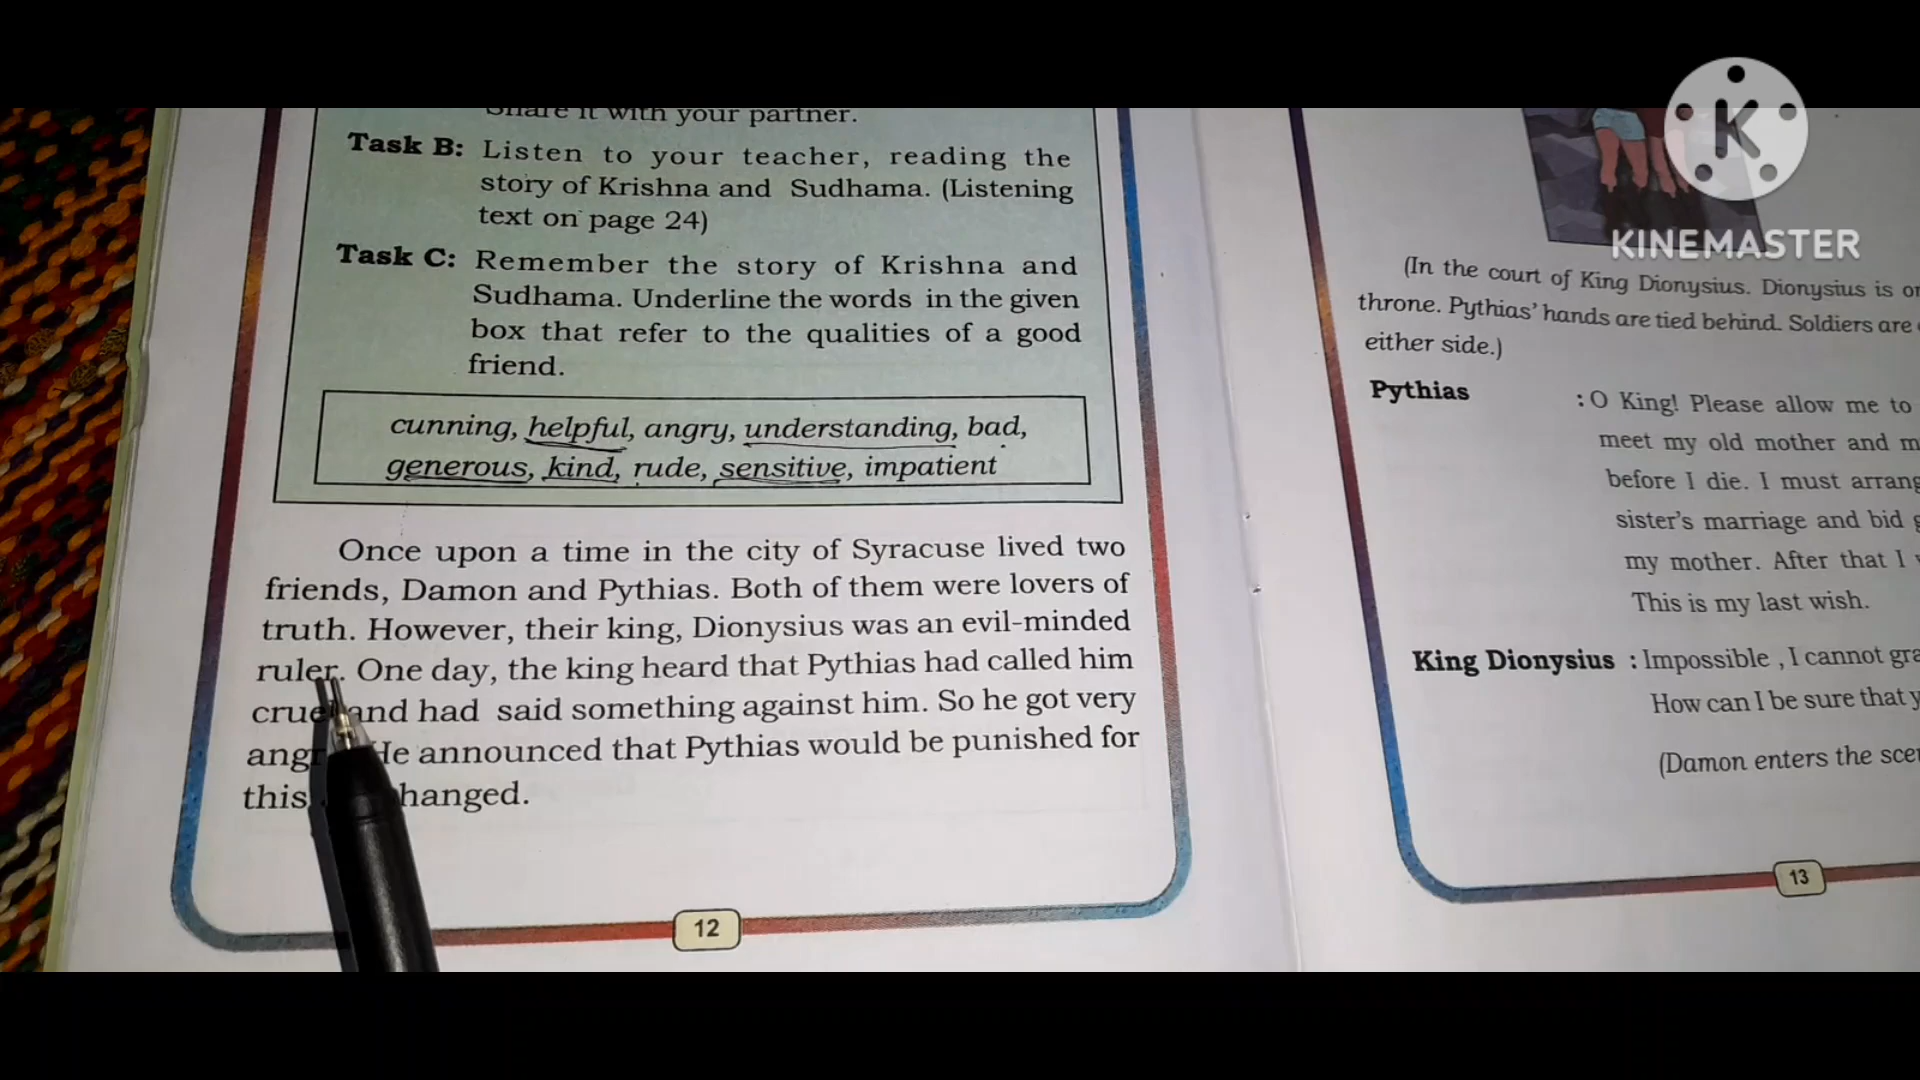 Share it with your partner.
Task B: Listen to your teacher, reading the
story of Krishna and Sudhama. (Listening
text on page 24)
Task C: Remember the story of Krishna and
Sudhama. Underline the words in the given
box that refer to the qualities of a good
friend.
cunning, helpful, angry, understanding, bad,
generous, kind, rude, sensitive, impatient
Once upon a time in the city of Syracuse lived two
friends, Damon and Pythias. Both of them were lovers of
truth. However, their king, Dionysius was an evil-minded
ruler. One day, the king heard that Pythias had called him
and had said something against him. So he got very
He announced that Pythias would be punished for
this hanged.
12
K
KINEMASTER
(In the court of King Dionysius. Dionysius is
throne. Pythias' hands are tied behind. Soldiers are
either side.)
Pythias : O King! Please allow me to
meet my old mother and
before I die. I must
sister's marriage and bid
my mother. After that I
This is my last wish.
King Dionysius : Impossible , I cannot
How can I be sure that
(Damon enters the
13